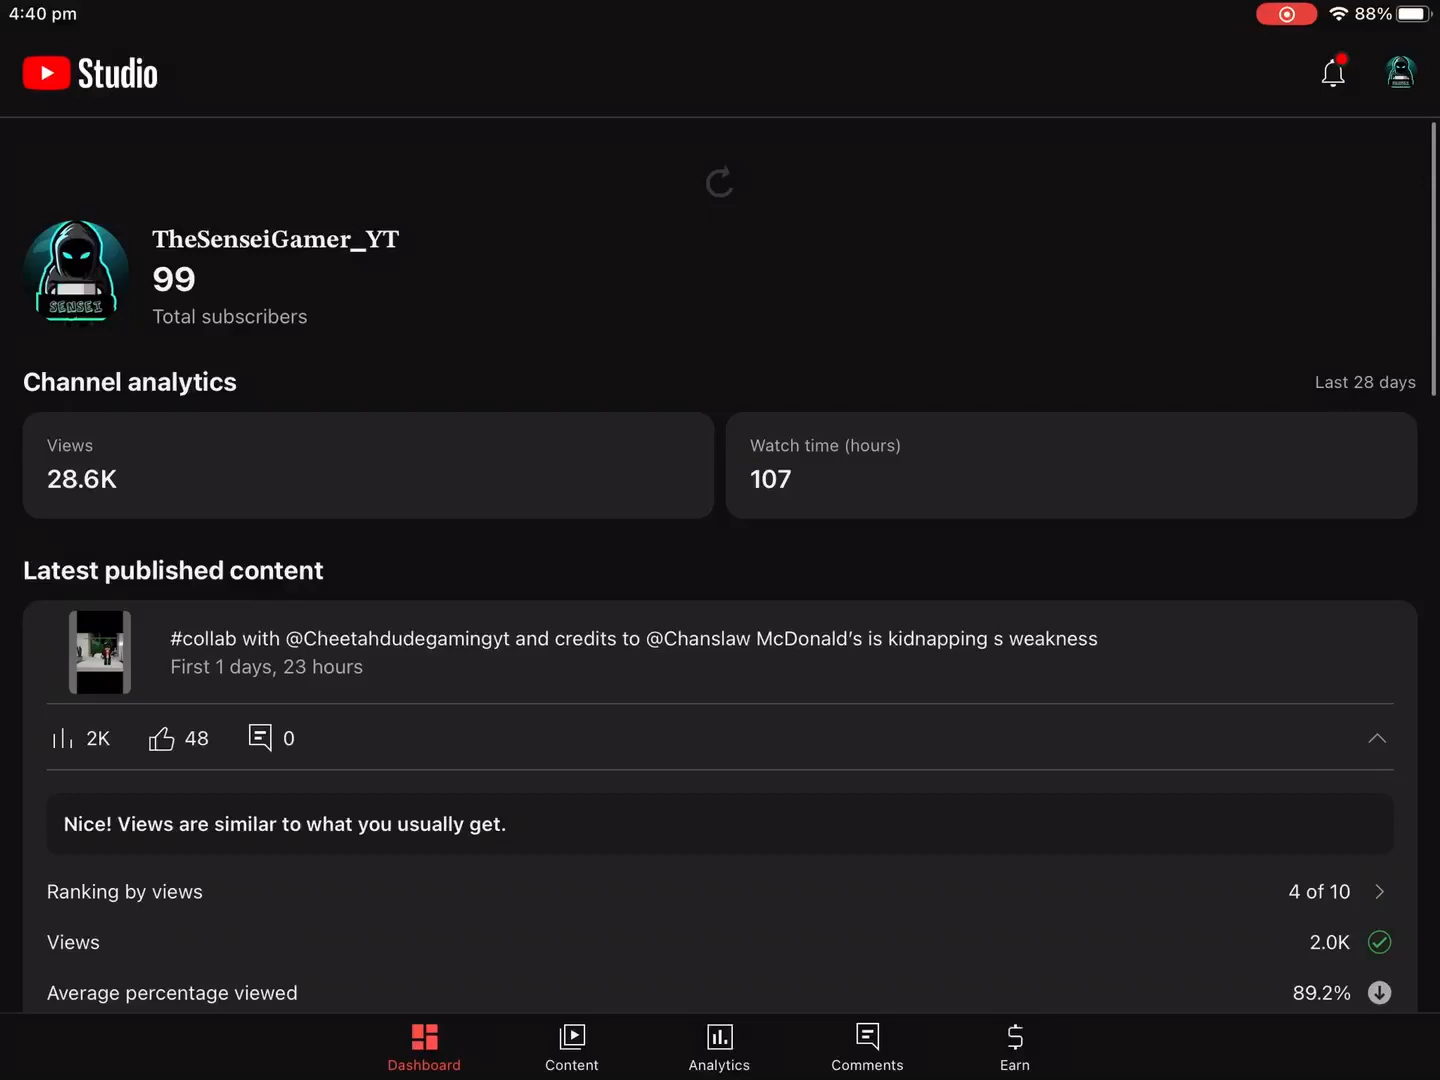 4:40 pm
88%
Studio
TheSenseiGamer_YT
99
Total subscribers
SENSEI
Channel analytics
Last 28 days
Views
28.6K
Watch time (hours)
107
Latest published content
#collab with @Cheetahdudegamingyt and credits to @Chanslaw McDonald’s is kidnapping s weakness
First 1 days, 23 hours
2K
48
0
Nice! Views are similar to what you usually get.
Ranking by views
4 of 10
Views
2.0K
Average percentage viewed
89.2%
Dashboard
Content
Analytics
Comments
Earn